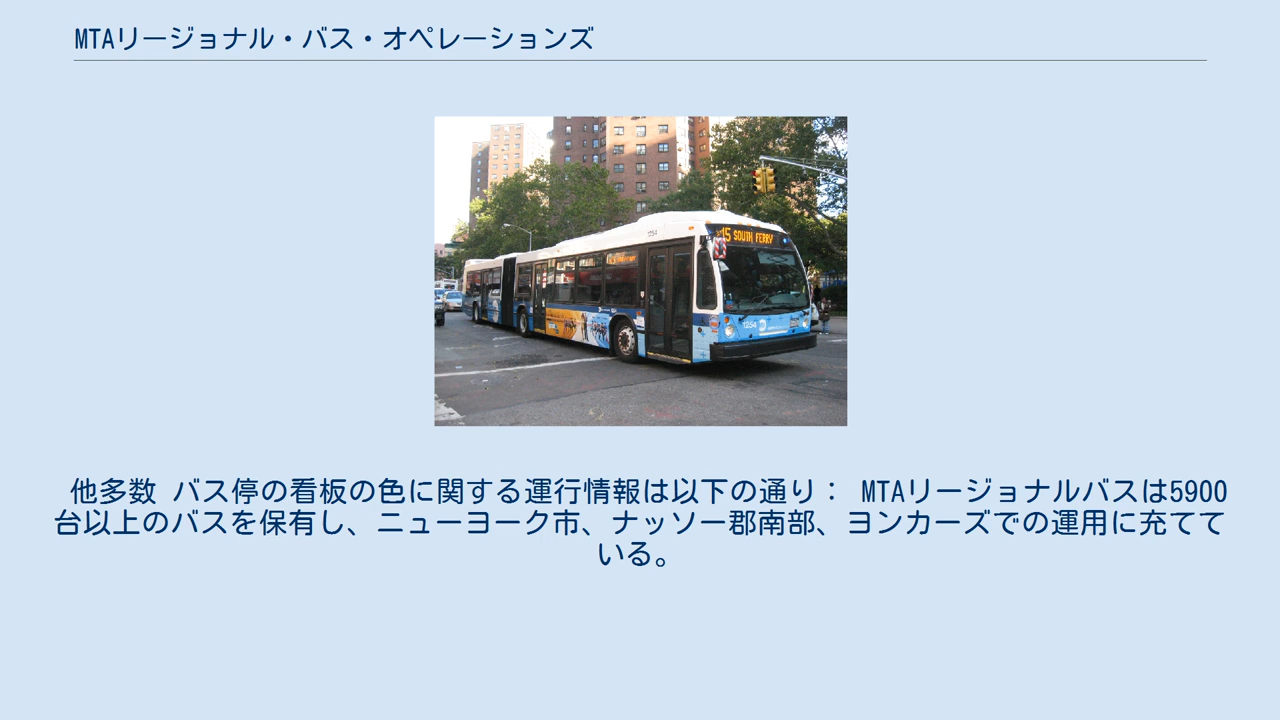 MTAリージョナル・バス・オペレーションズ
15 SOUTH FERRY
1254
1254
他多数 バス停の看板の色に関する運行情報は以下の通り： MTAリージョナルバスは5900
台以上のバスを保有し、ニューヨーク市、ナッソー郡南部、ヨンカーズでの運用に充てて
いる。